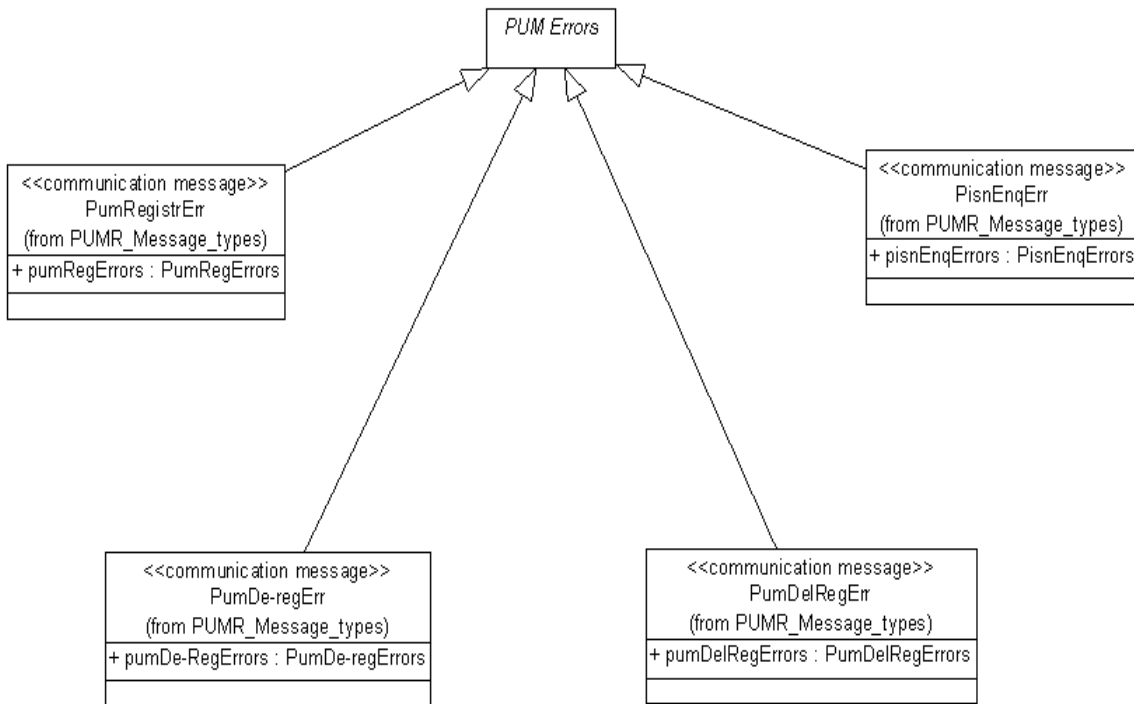 PUM Errors
<<communication message>>
PumRegistrErr
(from PUMR_Message_types)
+ pumRegErrors : PumRegErrors
<<communication message>>
PisnEnqErr
(from PUMR_Message_types)
+ pisnEnqErrors : PisnEnqErrors
<<communication message>>
PumDe-regErr
(from PUMR_Message_types)
+ pumDe-RegErrors : PumDe-regErrors
<<communication message>>
PumDelRegErr
(from PUMR_Message_types)
+ pumDelRegErrors : PumDelRegErrors